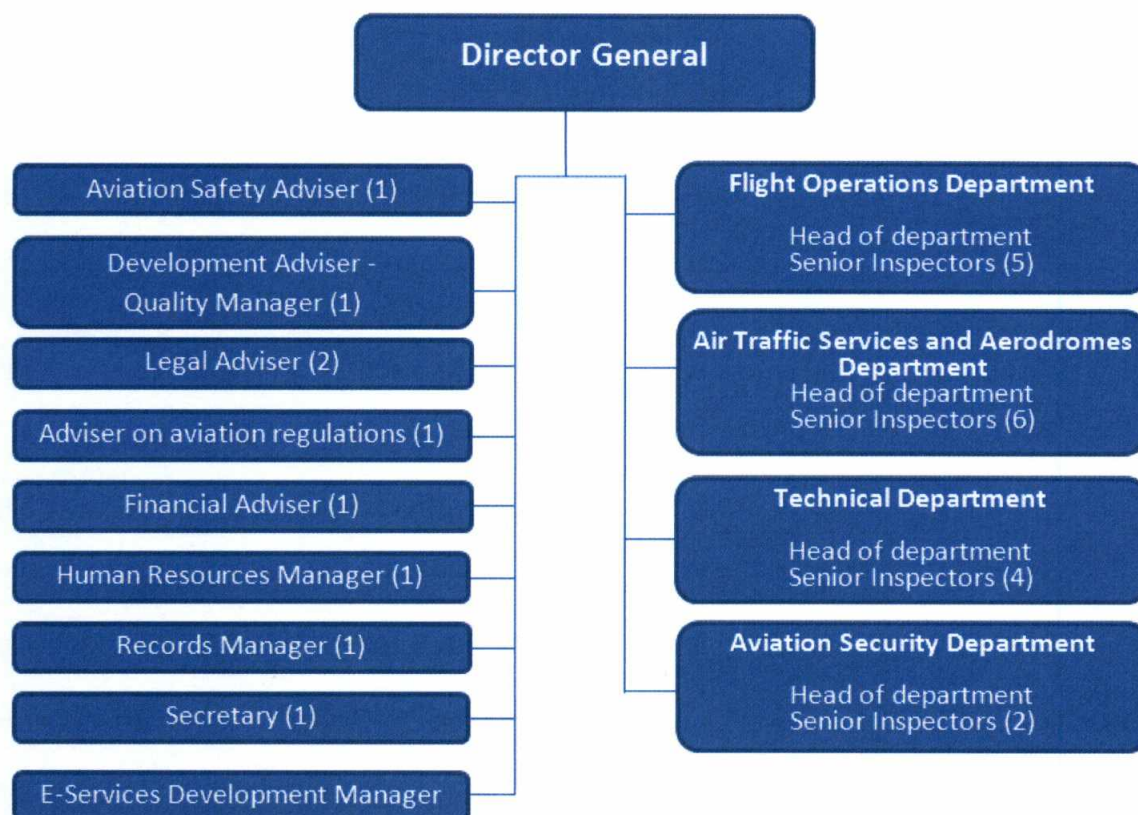 Director General
Aviation Safety Adviser (1)
Development Adviser -
Quality Manager (1)
Legal Adviser (2)
Adviser on aviation regulations (1)
Financial Adviser (1)
Human Resources Manager (1)
Records Manager (1)
Secretary (1)
E-Services Development Manager
Flight Operations Department
Head of department
Senior Inspectors (5)
Air Traffic Services and Aerodromes
Department
Head of department
Senior Inspectors (6)
Technical Department
Head of department
Senior Inspectors (4)
Aviation Security Department
Head of department
Senior Inspectors (2)